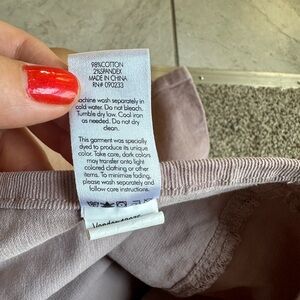 98%COTTON
2%SPANDEX
MADE IN CHINA
RN# 090233
achine wash separately in
cold water. Do not bleach.
Tumble dry low. Cool iron
as needed. Do not dry
clean.
This garment was specially
dyed to produce its unique
color. Take care, dark colors
may transfer onto light
colored clothing or other
items. To minimize fading,
please wash separately and
follow care instructions.